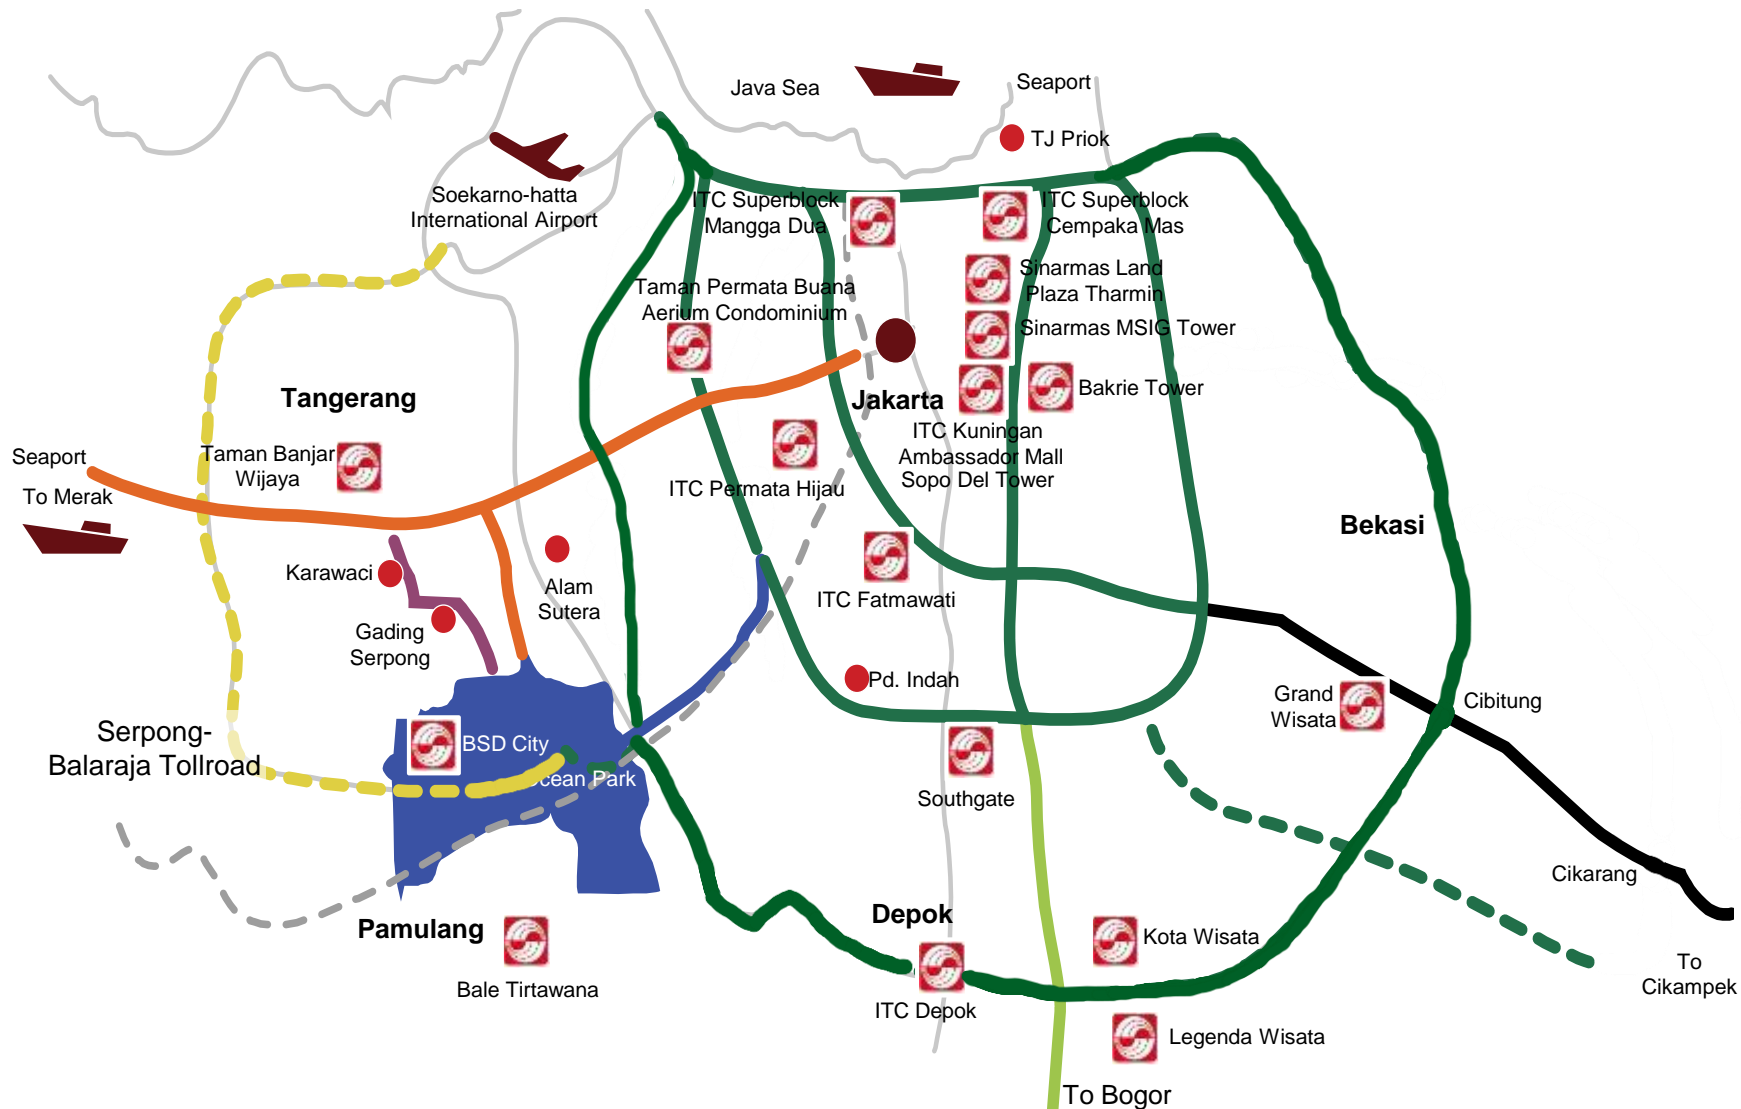 Java Sea
Seaport
TJ Priok
Soekarno-hatta
International Airport
ITC Superblock
Mangga Dua
ITC Superblock
Cempaka Mas
Sinarmas Land
Plaza Tharmin
Taman Permata Buana
Aerium Condominium
Sinarmas MSIG Tower
Bakrie Tower
Tangerang
Jakarta
ITC Kuningan
Ambassador Mall
Sopo Del Tower
Taman Banjar
Wijaya
Seaport
To Merak
ITC Permata Hijau
Bekasi
Karawaci
Alam
Sutera
ITC Fatmawati
Gading
Serpong
Pd. Indah
Grand
Wisata
Cibitung
Serpong-
Balaraja Tollroad
BSD City
cean Park
Southgate
Cikarang
Pamulang
Depok
Kota Wisata
To
Cikampek
Bale Tirtawana
ITC Depok
Legenda Wisata
To Bogor